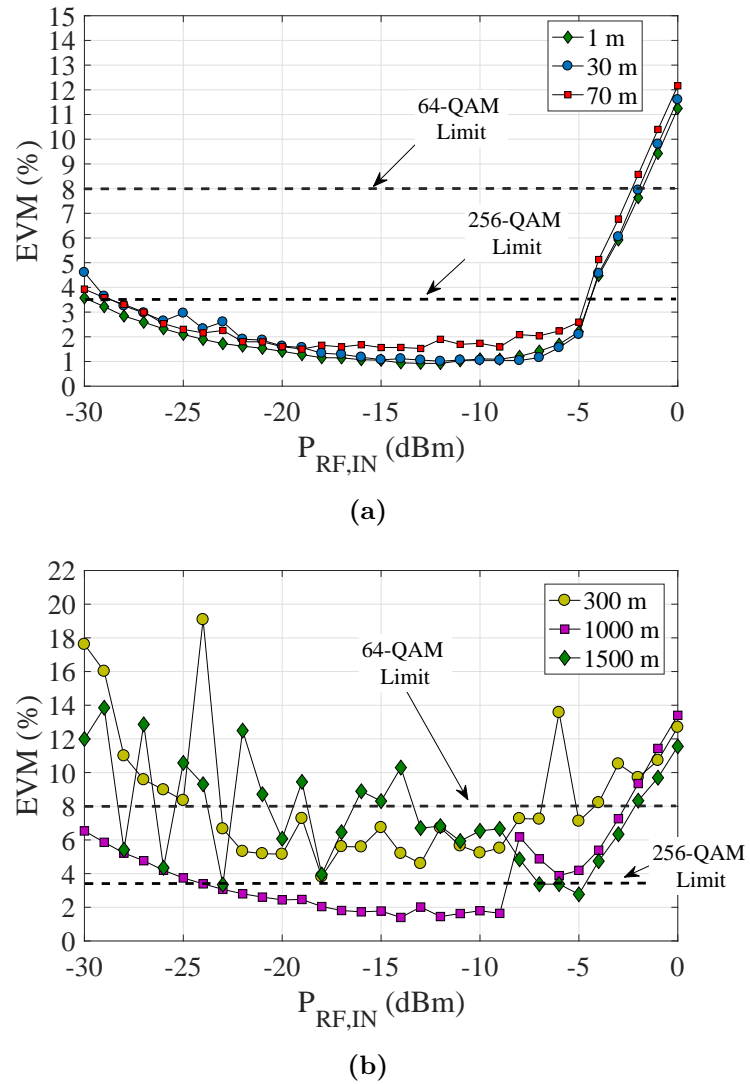 15
14
13
12
11
10
9
8
7
6
5
4
3
2
1
0
EVM (%)
1 m
30 m
70 m
64-QAM
Limit
256-QAM
Limit
-30 -25 -20 -15 -10 -5 0
P_RF,IN (dBm)
(a)
22
20
18
16
14
12
10
8
6
4
2
0
EVM (%)
300 m
1000 m
1500 m
64-QAM
Limit
256-QAM
Limit
-30 -25 -20 -15 -10 -5 0
P_RF,IN (dBm)
(b)